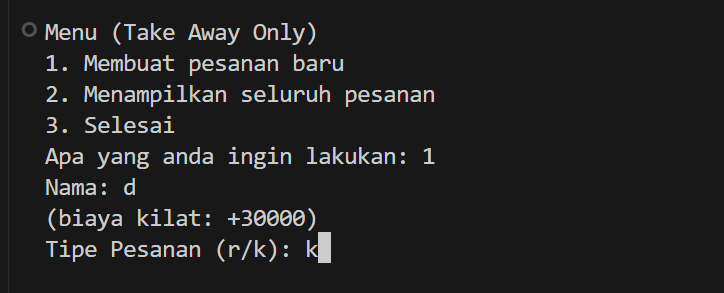 Menu (Take Away Only)
1. Membuat pesanan baru
2. Menampilkan seluruh pesanan
3. Selesai
Apa yang anda ingin lakukan: 1
Nama: d
(biaya kilat: +30000)
Tipe Pesanan (r/k): k